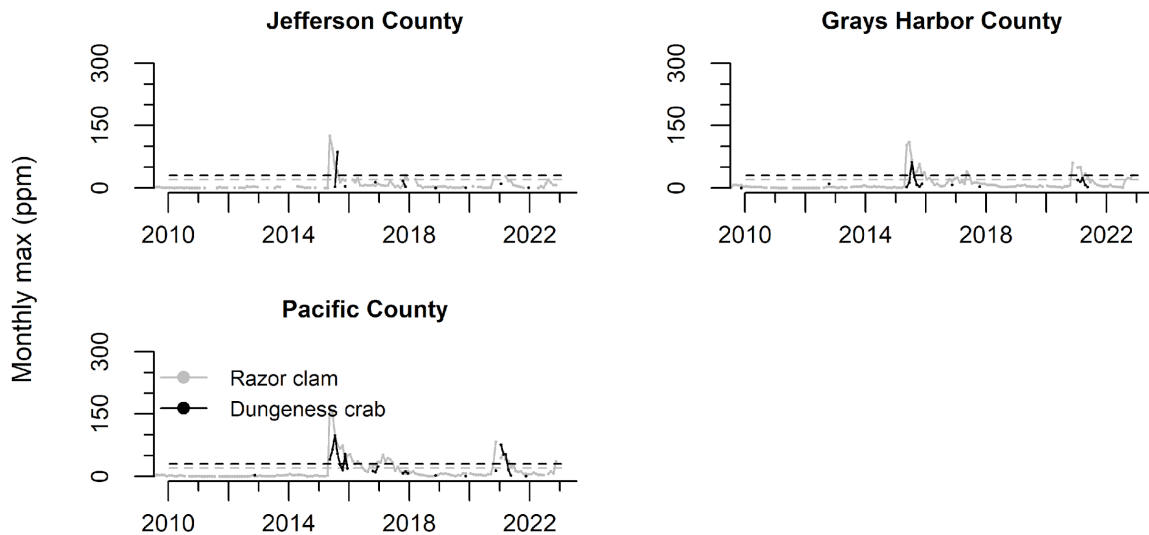 Jefferson County
Grays Harbor County
Monthly max (ppm)
300
150
0
2010 2014 2018 2022
300
150
0
2010 2014 2018 2022
Pacific County
300
150
0
Razor clam
Dungeness crab
2010 2014 2018 2022